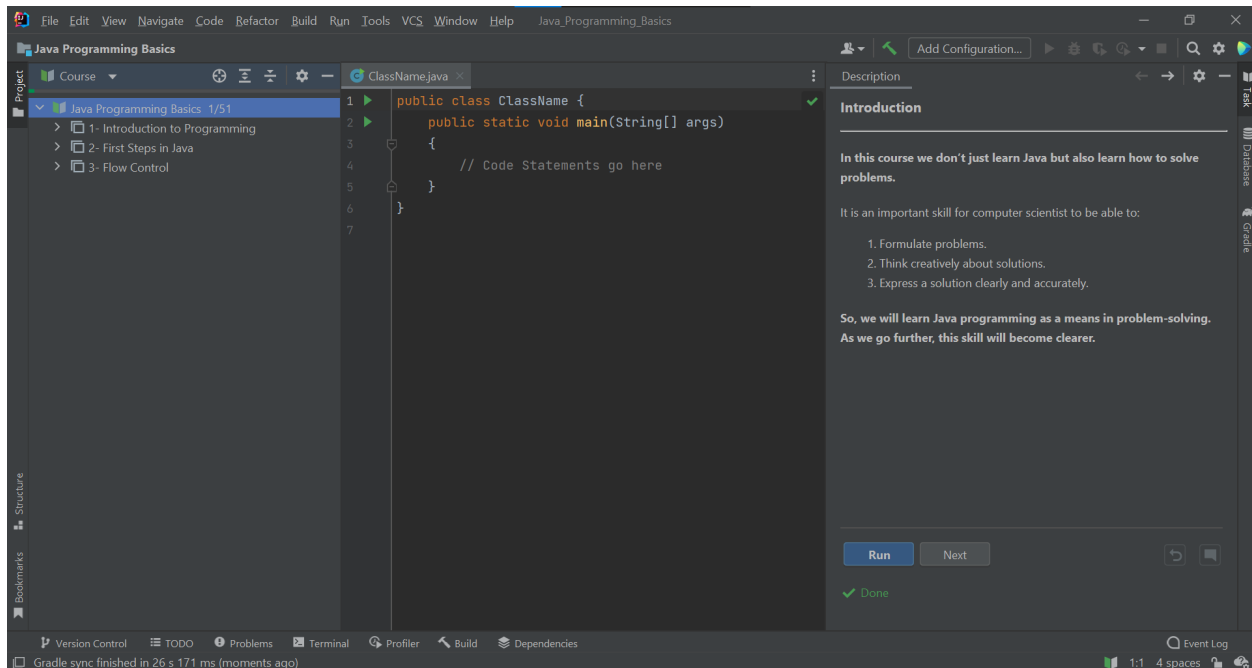 File Edit View Navigate Code Refactor Build Run Tools VCS Window Help Java_Programming_Basics
Java Programming Basics
Add Configuration...
Project
Course
Java Programming Basics 1/51
1- Introduction to Programming
2- First Steps in Java
3- Flow Control
Structure
Bookmarks
ClassName.java
1 public class ClassName {
2 public static void main(String[] args)
3 {
4 // Code Statements go here
5 }
6 }
7
Description
Introduction
In this course we don't just learn Java but also learn how to solve
problems.
It is an important skill for computer scientist to be able to:
1. Formulate problems.
2. Think creatively about solutions.
3. Express a solution clearly and accurately.
So, we will learn Java programming as a means in problem-solving.
As we go further, this skill will become clearer.
Run Next
Done
Task
Database
Gradle
Version Control TODO Problems Terminal Profiler Build Dependencies Event Log
Gradle sync finished in 26 s 171 ms (moments ago) 1:1 4 spaces